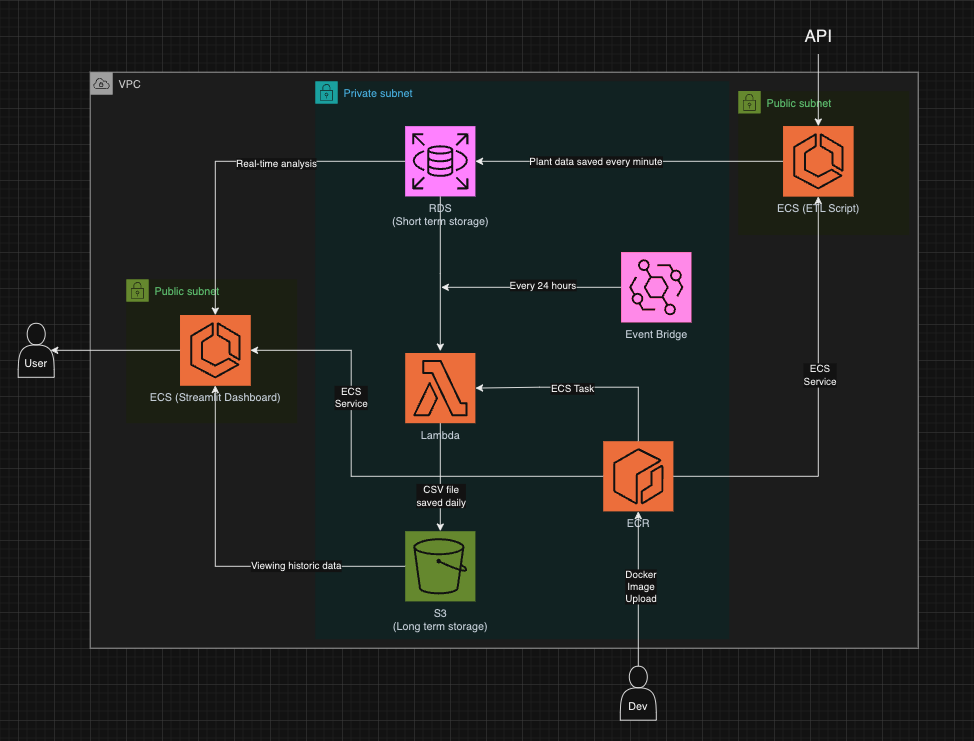 API
VPC
Private subnet
Public subnet
Real-time analysis
Plant data saved every minute
RDS
(Short term storage)
ECS (ETL Script)
Public subnet
Every 24 hours
Event Bridge
User
ECS
Service
ECS Task
ECS
Service
ECS (Streamlit Dashboard)
Lambda
CSV file
saved daily
ECR
Viewing historic data
Docker
Image
Upload
S3
(Long term storage)
Dev